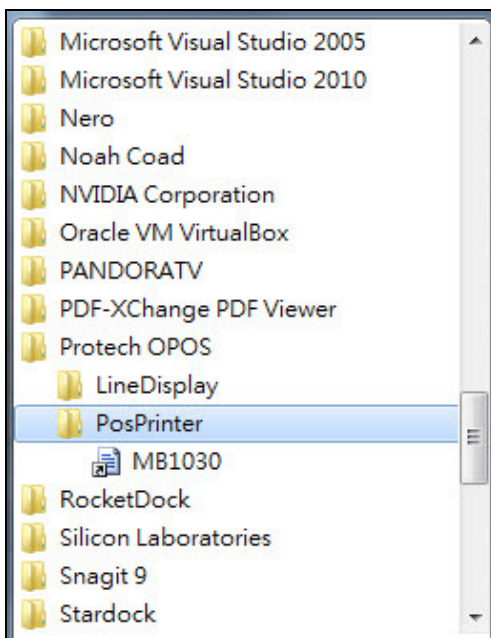 Microsoft Visual Studio 2005
Microsoft Visual Studio 2010
Nero
Noah Coad
NVIDIA Corporation
Oracle VM VirtualBox
PANDORATV
PDF-XChange PDF Viewer
Protech OPOS
LineDisplay
PosPrinter
MB1030
RocketDock
Silicon Laboratories
Snagit 9
Stardock